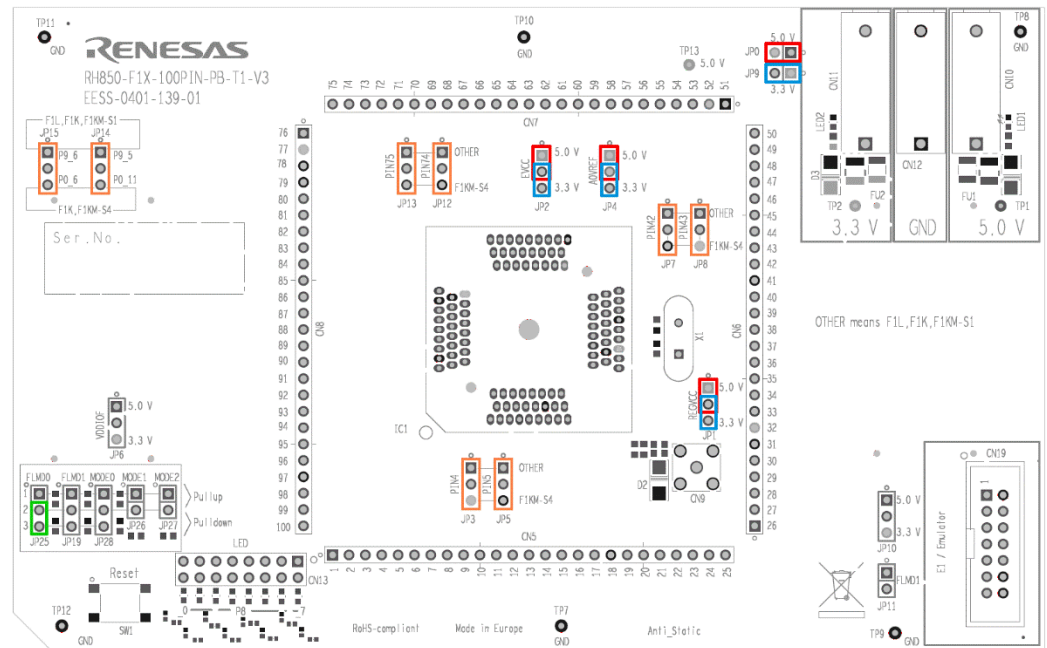 TP11
GND
RENESAS
RH850-F1X-100PIN-PB-T1-V3
EESS-0401-139-01
TP10
GND
TP13
5.0 V
JP0
5.0 V
JP9
3.3 V
TP8
GND
CN11
CN10
LED2
LED1
CN12
D3
FU2
FU1
TP2
TP1
3.3 V
GND
5.0 V
F1L,F1K,F1KM-S1
JP15
JP14
P9_6
P9_5
P0_6
P0_11
F1K,F1KM-S4
Ser.No.
75 74 73 72 71 70 69 68 67 66 65 64 63 62 61 60 59 58 57 56 55 54 53 52 51
CN7
76
77
78
79
80
81
82
83
84
85
86
87
88
89
90
91
92
93
94
95
96
97
98
99
100
CN8
PIN75
PIN74
OTHER
F1KM-S4
JP13
JP12
EVCC
5.0 V
3.3 V
JP2
A0VREF
5.0 V
3.3 V
JP4
PIN42
PIN43
OTHER
F1KM-S4
JP7
JP8
50
49
48
47
46
45
44
43
42
41
40
39
38
37
36
35
34
33
32
31
30
29
28
27
26
CN6
OTHER means F1L,F1K,F1KM-S1
X1
IC1
REGVCC
5.0 V
3.3 V
JP1
D2
CN9
VDDIOF
5.0 V
3.3 V
JP6
FLMD0
FLMD1
MODE0
MODE1
MODE2
1
2
3
Pullup
Pulldown
JP25
JP19
JP28
JP26
JP27
PIN4
PIN5
OTHER
F1KM-S4
JP3
JP5
CN5
1 2 3 4 5 6 7 8 9 10 11 12 13 14 15 16 17 18 19 20 21 22 23 24 25
LED
CN13
_0
P8
_7
Reset
SW1
TP12
GND
RoHS-compliant
Made in Europe
TP7
GND
Anti_Static
5.0 V
3.3 V
JP10
FLMD1
JP11
TP9
GND
CN19
1
E1 / Emulator